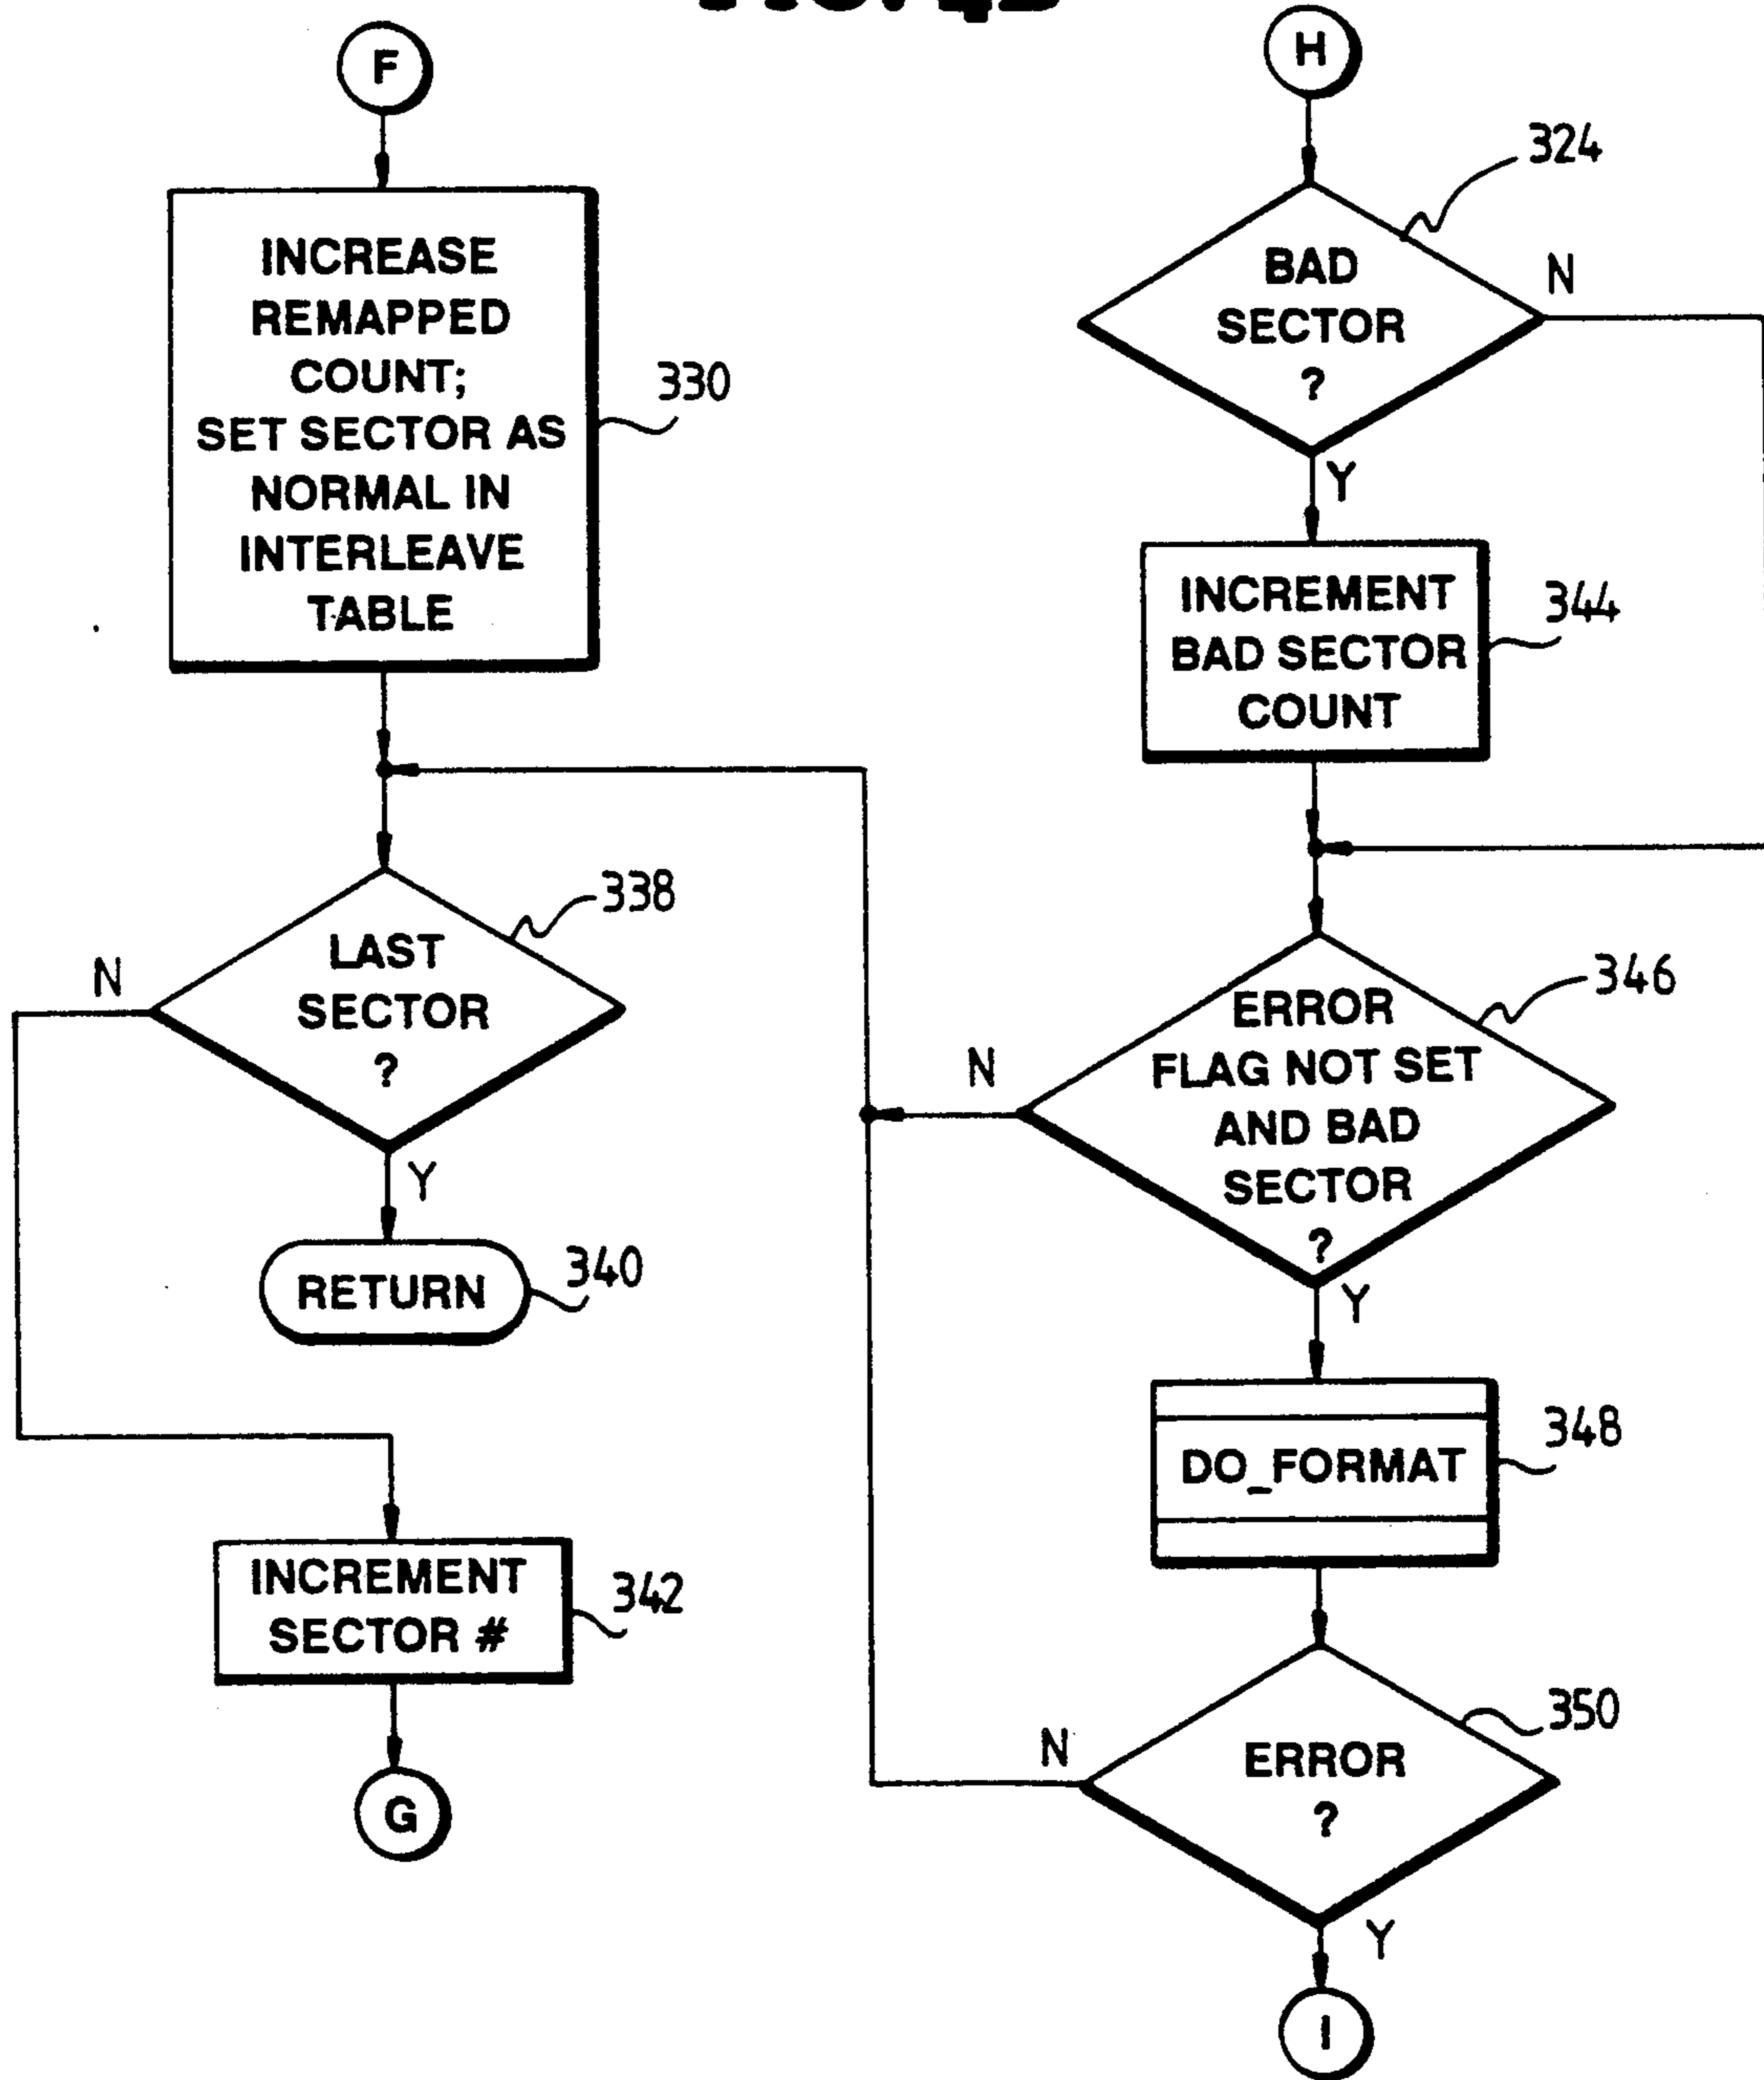 F
INCREASE
REMAPPED
COUNT;
SET SECTOR AS
NORMAL IN
INTERLEAVE
TABLE
330
LAST
SECTOR
?
338
N
Y
RETURN
340
INCREMENT
SECTOR #
342
G
H
324
BAD
SECTOR
?
N
Y
INCREMENT
BAD SECTOR
COUNT
344
346
ERROR
FLAG NOT SET
AND BAD
SECTOR
?
N
Y
DO_FORMAT
348
350
ERROR
?
N
Y
I